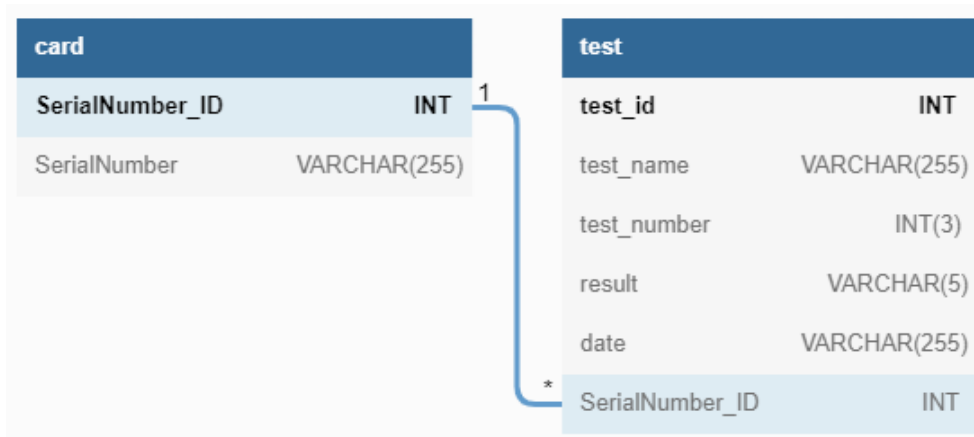 card
SerialNumber_ID INT
SerialNumber VARCHAR(255)
1
*
test
test_id INT
test_name VARCHAR(255)
test_number INT(3)
result VARCHAR(5)
date VARCHAR(255)
SerialNumber_ID INT